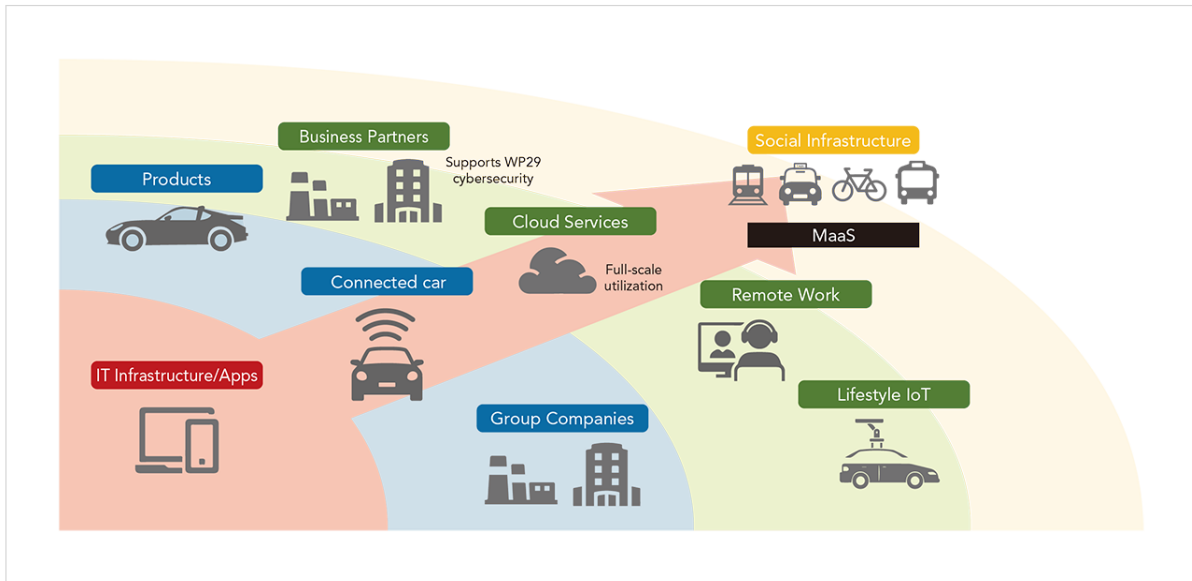 Business Partners
Supports WP29
cybersecurity
Social Infrastructure
Products
Cloud Services
MaaS
Full-scale
utilization
Connected car
Remote Work
IT Infrastructure/Apps
Lifestyle IoT
Group Companies